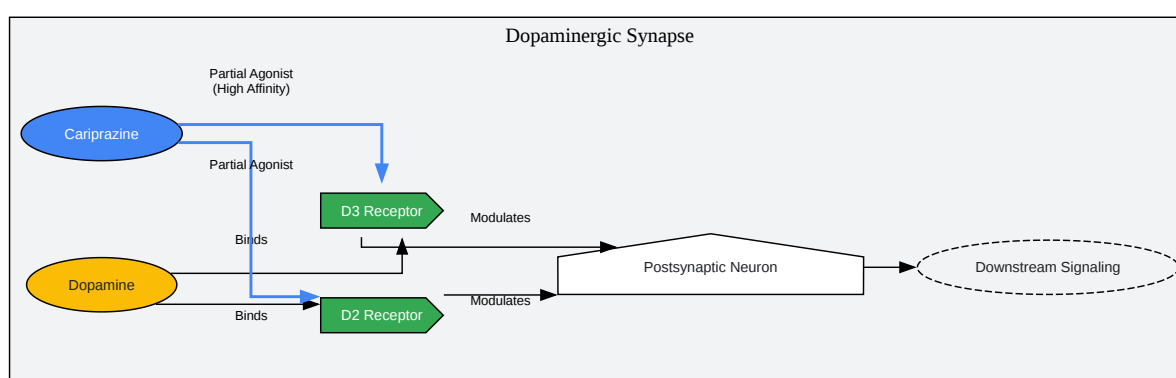 Dopaminergic Synapse
Partial Agonist
(High Affinity)
Cariprazine
Partial Agonist
D3 Receptor
Modulates
Binds
Postsynaptic Neuron
Downstream Signaling
Dopamine
Modulates
Binds
D2 Receptor